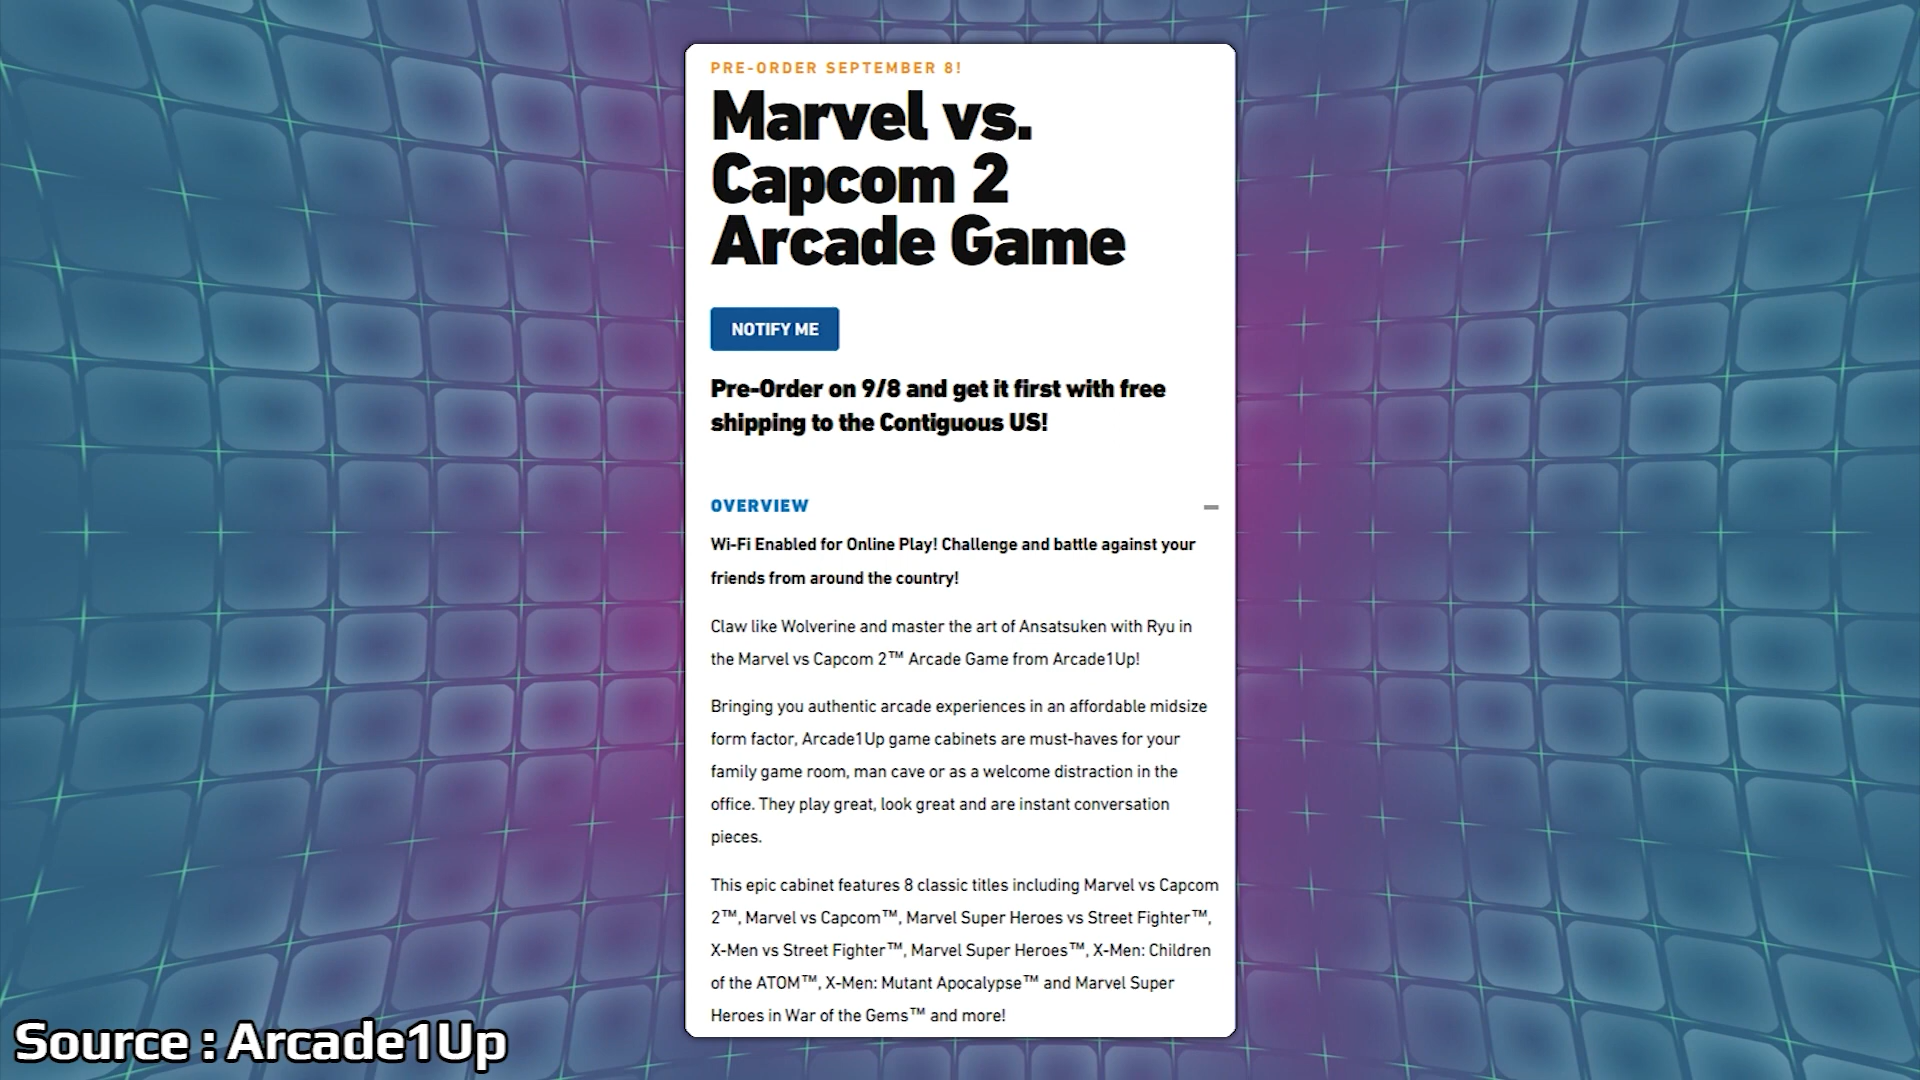 PRE-ORDER SEPTEMBER 8!
Marvel vs.
Capcom 2
Arcade Game
NOTIFY ME
Pre-Order on 9/8 and get it first with free
shipping to the Contiguous US!
OVERVIEW
Wi-Fi Enabled for Online Play! Challenge and battle against your
friends from around the country!
Claw like Wolverine and master the art of Ansatsuken with Ryu in
the Marvel vs Capcom 2™ Arcade Game from Arcade1Up!
Bringing you authentic arcade experiences in an affordable midsize
form factor, Arcade1Up game cabinets are must-haves for your
family game room, man cave or as a welcome distraction in the
office. They play great, look great and are instant conversation
pieces.
This epic cabinet features 8 classic titles including Marvel vs Capcom
2™, Marvel vs Capcom™, Marvel Super Heroes vs Street Fighter™,
X-Men vs Street Fighter™, Marvel Super Heroes™, X-Men: Children
of the ATOM™, X-Men: Mutant Apocalypse™ and Marvel Super
Heroes in War of the Gems™ and more!
Source : Arcade1Up